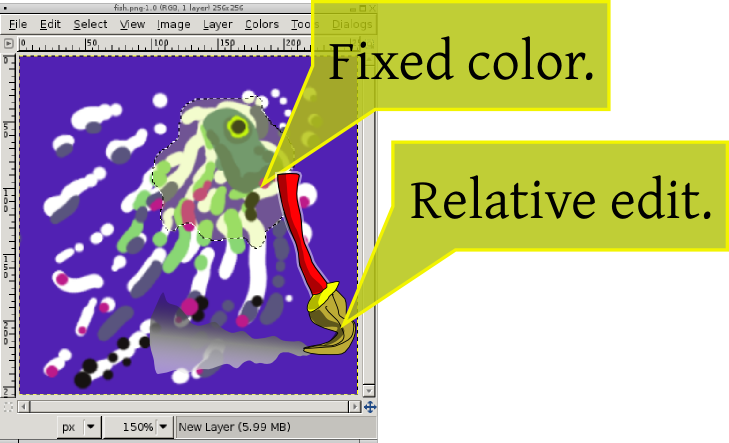 fish.png-1.0 (RGB, 1 layer) 256x256
File Edit Select View Image Layer Colors Tools Dialogs
0 50 100 150 200
0
50
100
150
200
Fixed color.
Relative edit.
px 150% New Layer (5.99 MB)